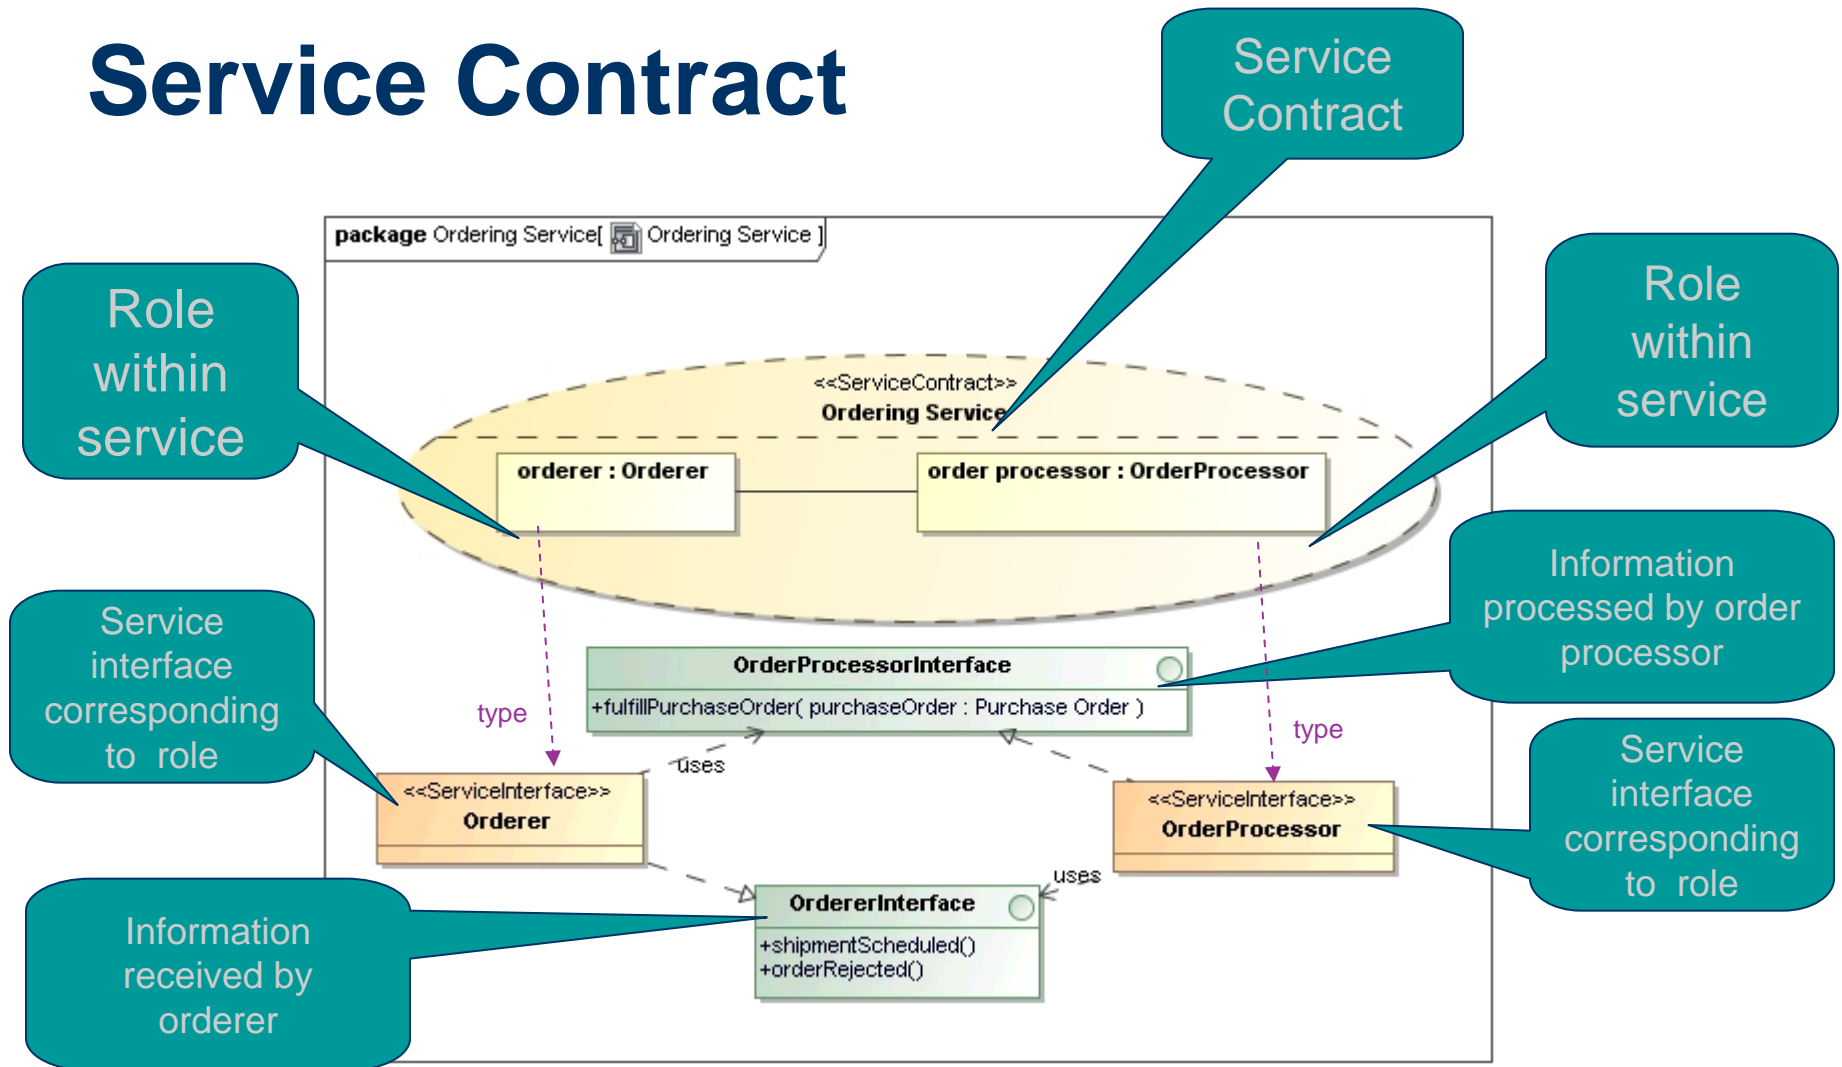 Service Contract
Service
Contract
package Ordering Service[ Ordering Service ]
Role
within
service
Role
within
service
<<ServiceContract>>
Ordering Service
orderer : Orderer
order processor : OrderProcessor
Information
processed by order
processor
Service
interface
corresponding
to role
OrderProcessorInterface
+fulfillPurchaseOrder( purchaseOrder : Purchase Order )
type
type
uses
<<ServiceInterface>>
Orderer
<<ServiceInterface>>
OrderProcessor
Service
interface
corresponding
to role
uses
OrdererInterface
+shipmentScheduled()
+orderRejected()
Information
received by
orderer